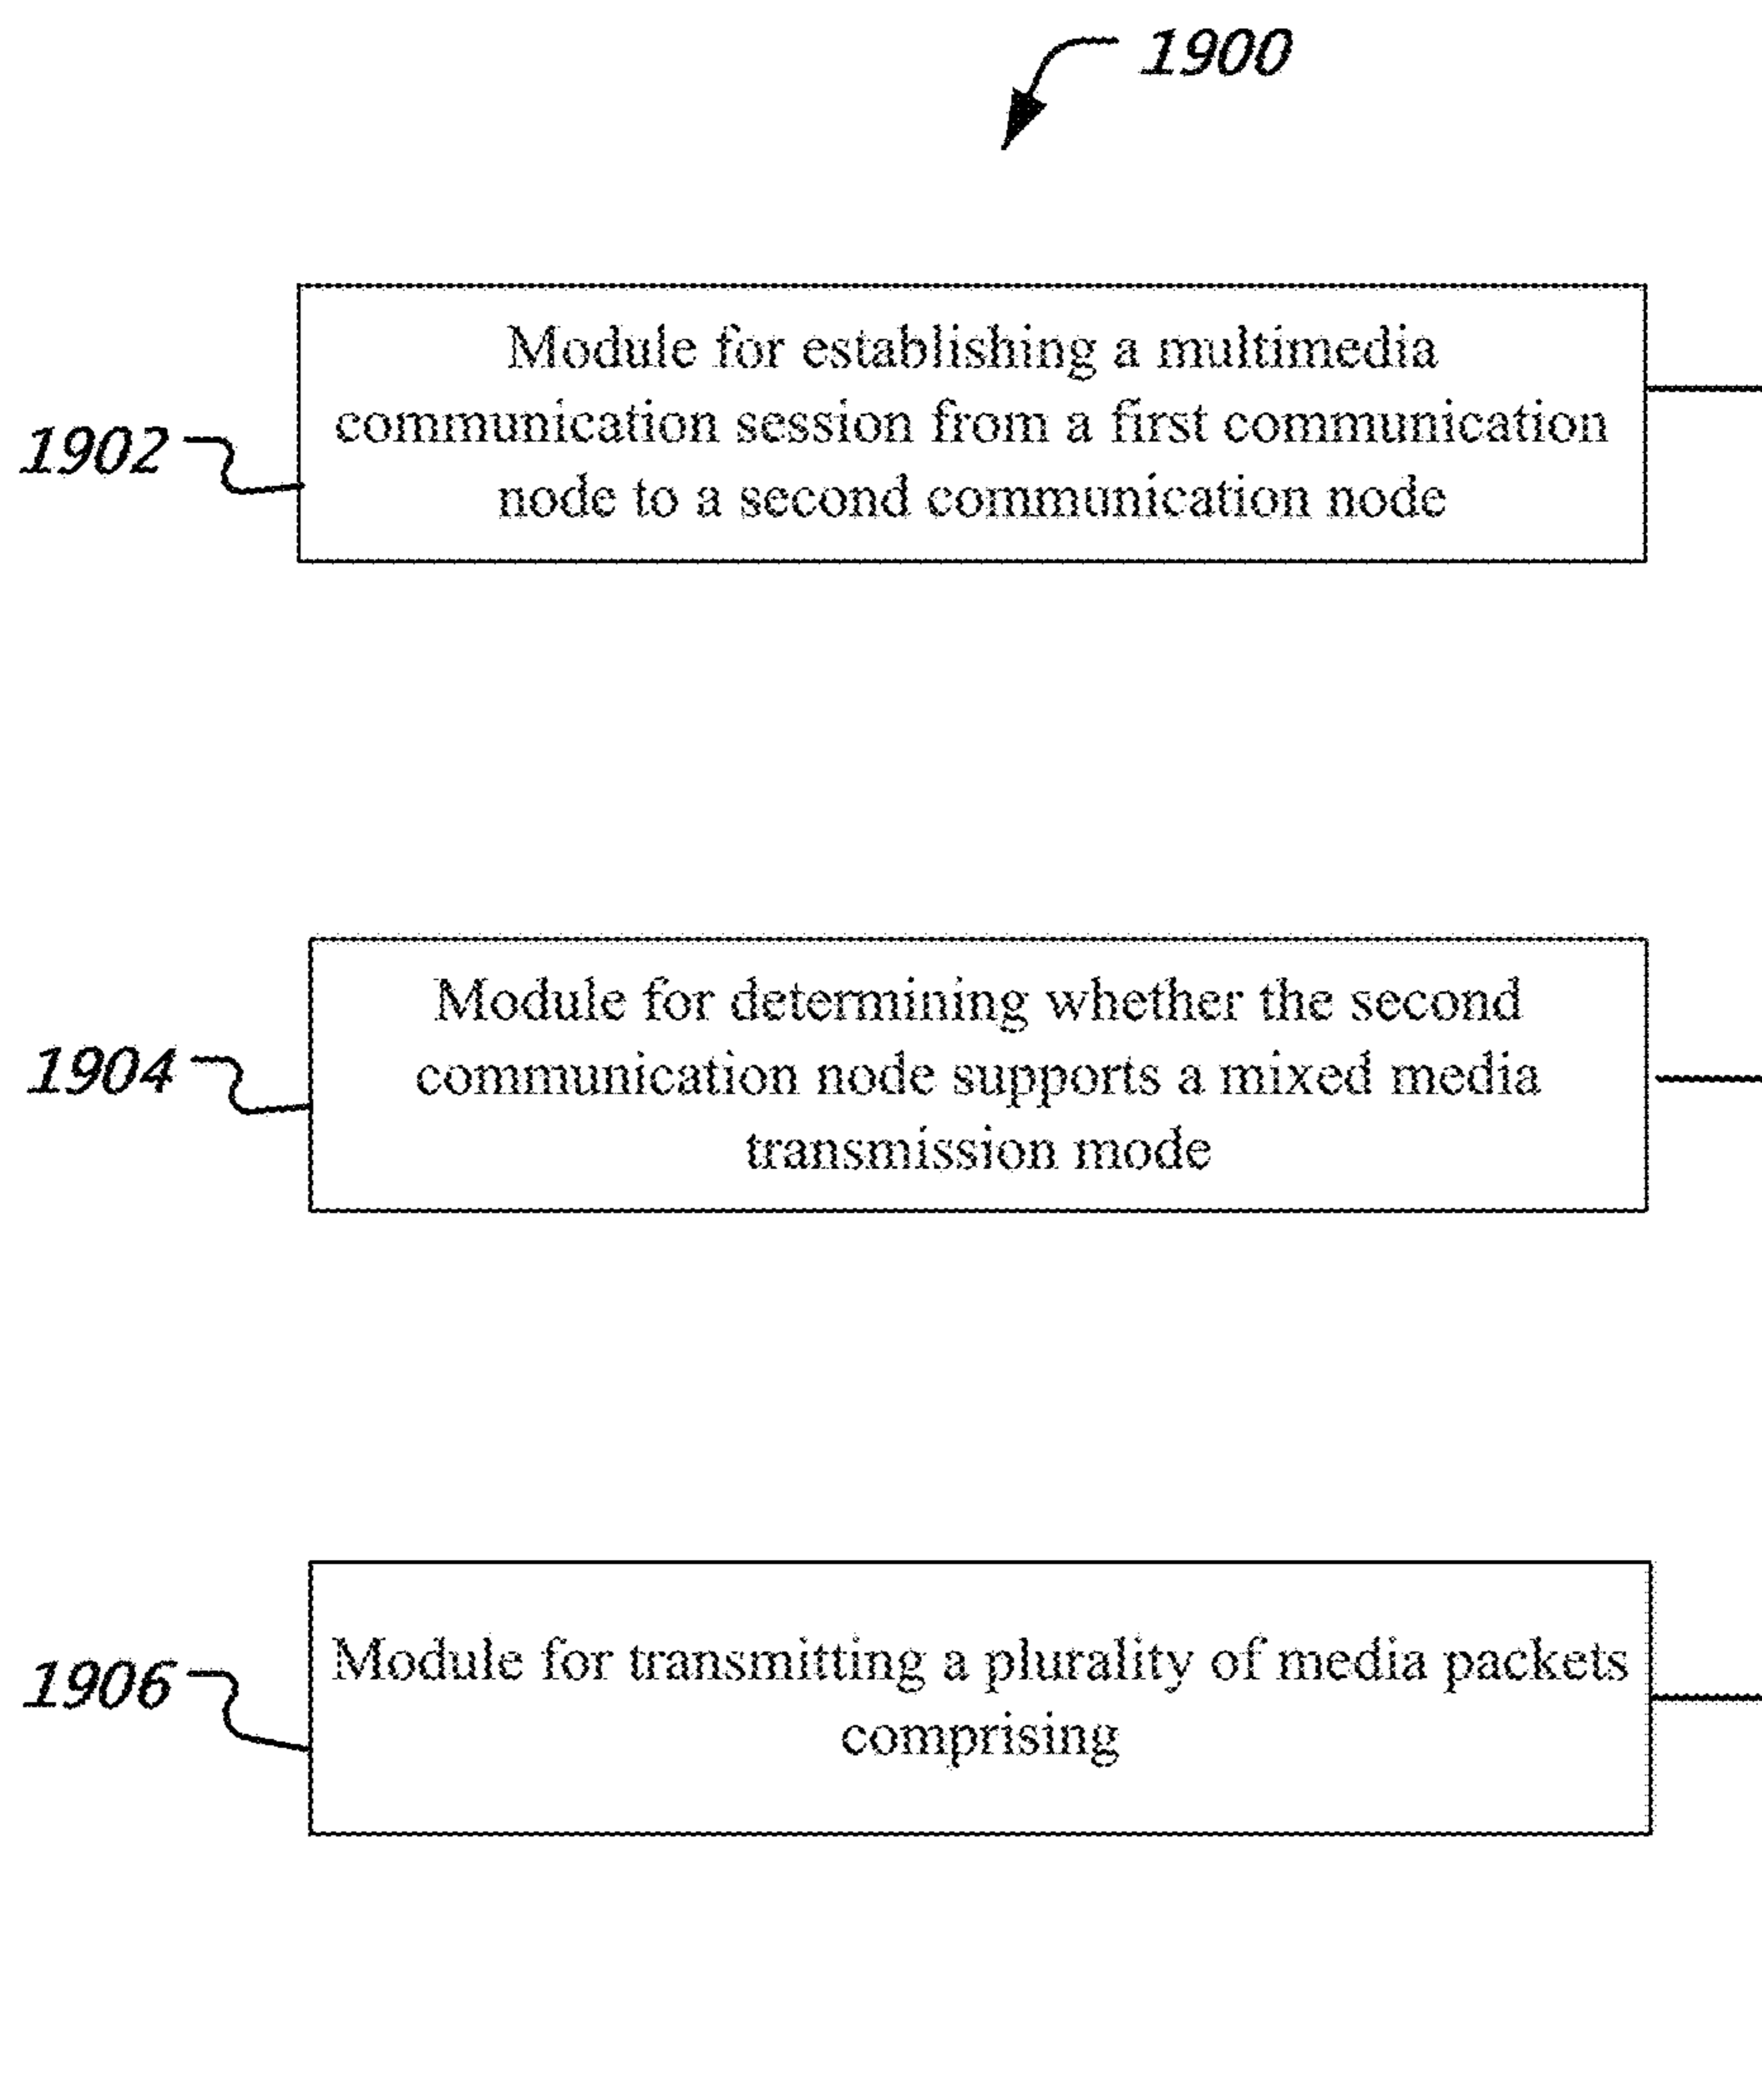 1900
Module for establishing a multimedia
communication session from a first communication
node to a second communication node
1902
Module for determining whether the second
communication node supports a mixed media
transmission mode
1904
Module for transmitting a plurality of media packets
comprising
1906